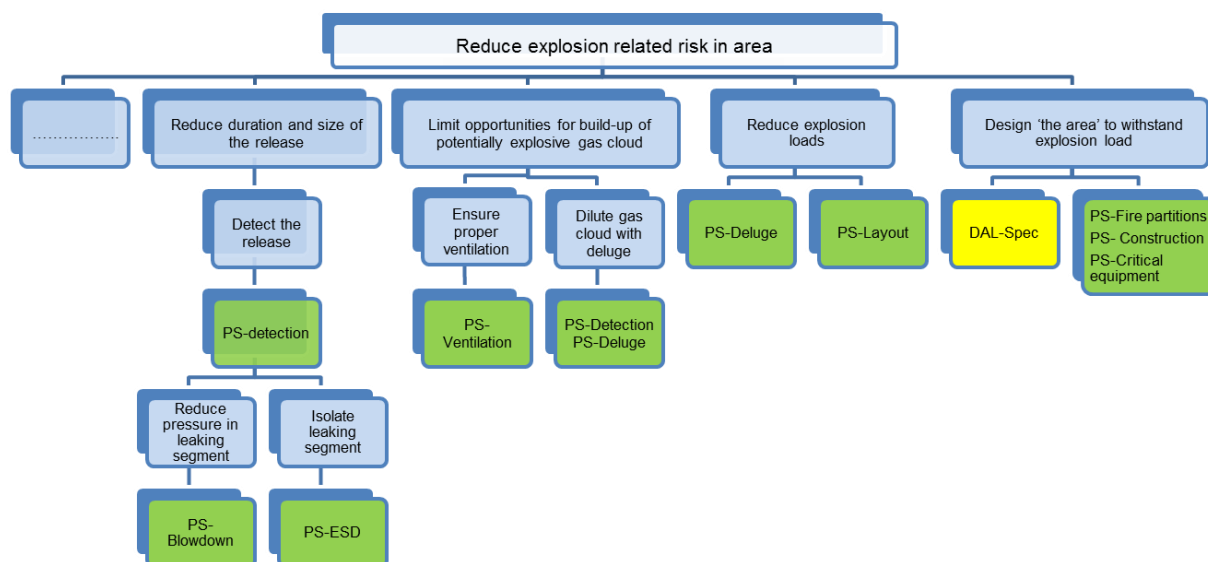 Reduce explosion related risk in area
.....................
Reduce duration and size of
the release
Limit opportunities for build-up of
potentially explosive gas cloud
Reduce explosion
loads
Design ‘the area’ to withstand
explosion load
Detect the
release
Ensure
proper
ventilation
Dilute gas
cloud with
deluge
PS-Deluge
PS-Layout
DAL-Spec
PS-Fire partitions
PS- Construction
PS-Critical
equipment
PS-detection
PS-
Ventilation
PS-Detection
PS-Deluge
Reduce
pressure in
leaking
segment
Isolate
leaking
segment
PS-
Blowdown
PS-ESD